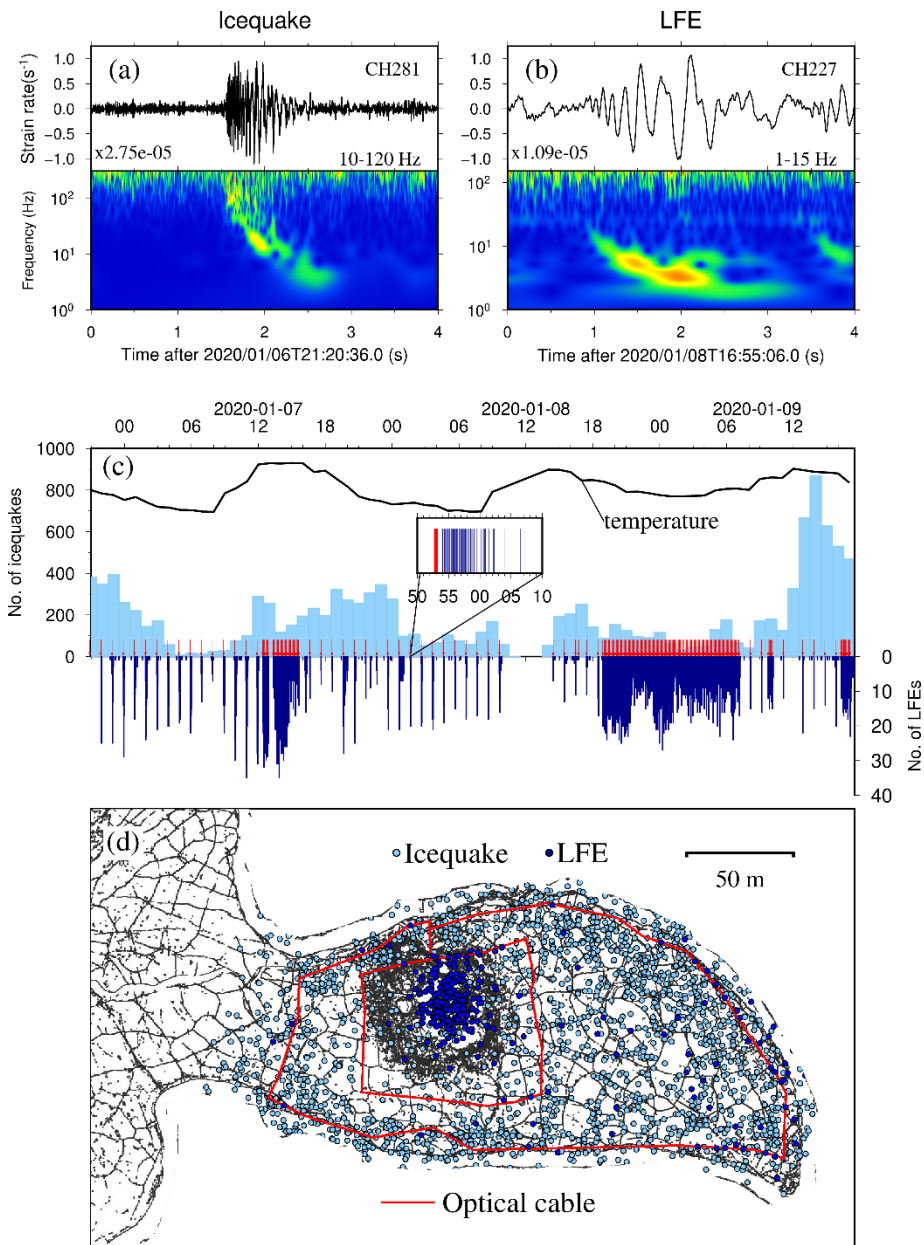 Icequake
LFE
(a)
CH281
Strain rate(s⁻¹)
1.0
0.5
0.0
−0.5
−1.0
x2.75e-05
10-120 Hz
Frequency (Hz)
10²
10¹
10⁰
0 1 2 3 4
Time after 2020/01/06T21:20:36.0 (s)
(b)
CH227
1.0
0.5
0.0
−0.5
−1.0
x1.09e-05
1-15 Hz
10²
10¹
10⁰
0 1 2 3 4
Time after 2020/01/08T16:55:06.0 (s)
2020-01-07 2020-01-08 2020-01-09
00 06 12 18 00 06 12 18 00 06 12
(c)
No. of icequakes
1000
800
600
400
200
0
temperature
50 55 00 05 10
0
10
20
30
40
No. of LFEs
(d)
Icequake
LFE
50 m
Optical cable